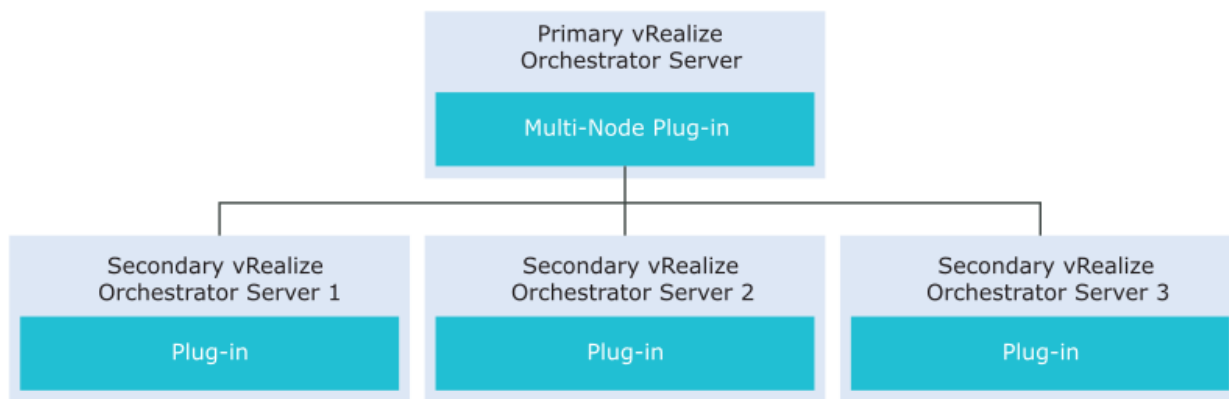 Primary vRealize
Orchestrator Server
Multi-Node Plug-in
Secondary vRealize
Orchestrator Server 1
Plug-in
Secondary vRealize
Orchestrator Server 2
Plug-in
Secondary vRealize
Orchestrator Server 3
Plug-in